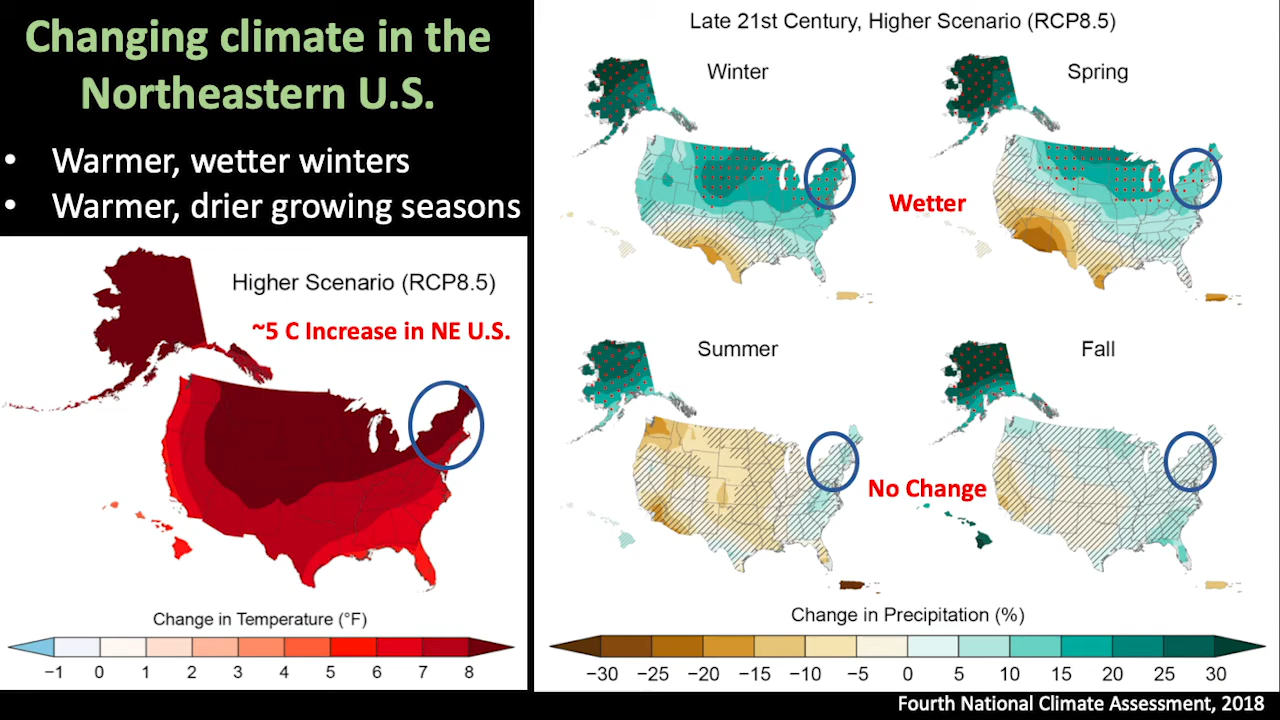 Changing climate in the
Northeastern U.S.
• Warmer, wetter winters
• Warmer, drier growing seasons
Higher Scenario (RCP8.5)
~5 C Increase in NE U.S.
Change in Temperature (°F)
−1 0 1 2 3 4 5 6 7 8
Late 21st Century, Higher Scenario (RCP8.5)
Winter Spring
Wetter
Summer Fall
No Change
Change in Precipitation (%)
−30 −25 −20 −15 −10 −5 0 5 10 15 20 25 30
Fourth National Climate Assessment, 2018